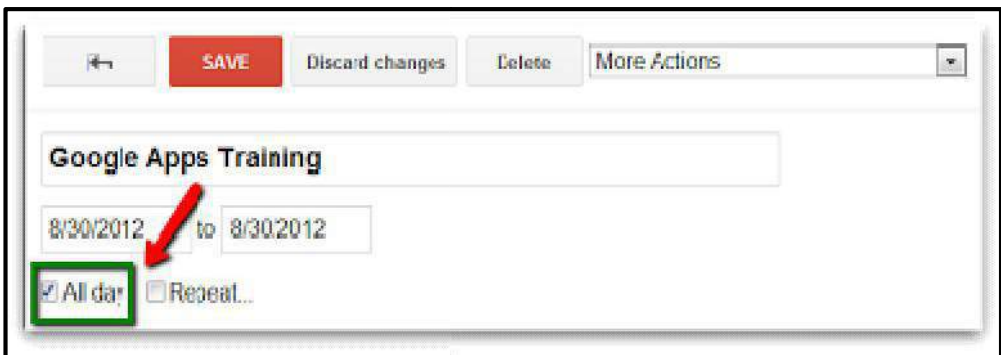 SAVE Discard changes Delete More Actions
Google Apps Training
8/30/2012 to 8/30/2012
All day Repeat...